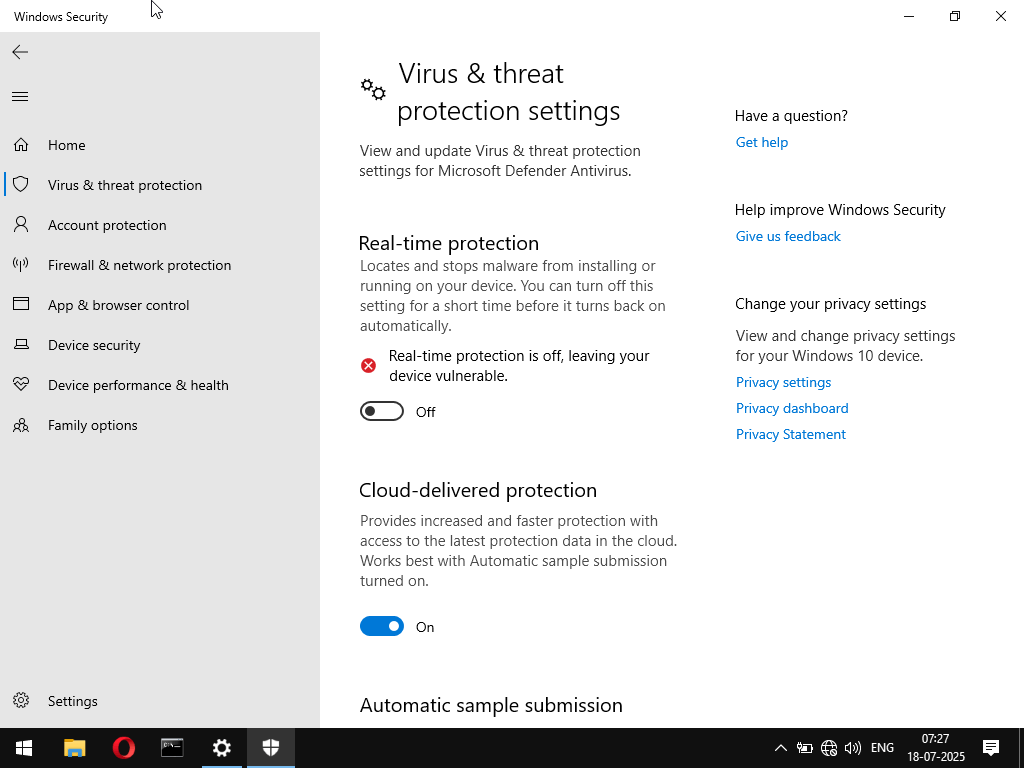 Windows Security
Home
Virus & threat protection
Account protection
Firewall & network protection
App & browser control
Device security
Device performance & health
Family options
Settings
Virus & threat
protection settings
View and update Virus & threat protection
settings for Microsoft Defender Antivirus.
Real-time protection
Locates and stops malware from installing or
running on your device. You can turn off this
setting for a short time before it turns back on
automatically.
Real-time protection is off, leaving your
device vulnerable.
Off
Cloud-delivered protection
Provides increased and faster protection with
access to the latest protection data in the cloud.
Works best with Automatic sample submission
turned on.
On
Automatic sample submission
Have a question?
Get help
Help improve Windows Security
Give us feedback
Change your privacy settings
View and change privacy settings
for your Windows 10 device.
Privacy settings
Privacy dashboard
Privacy Statement
ENG
07:27
18-07-2025